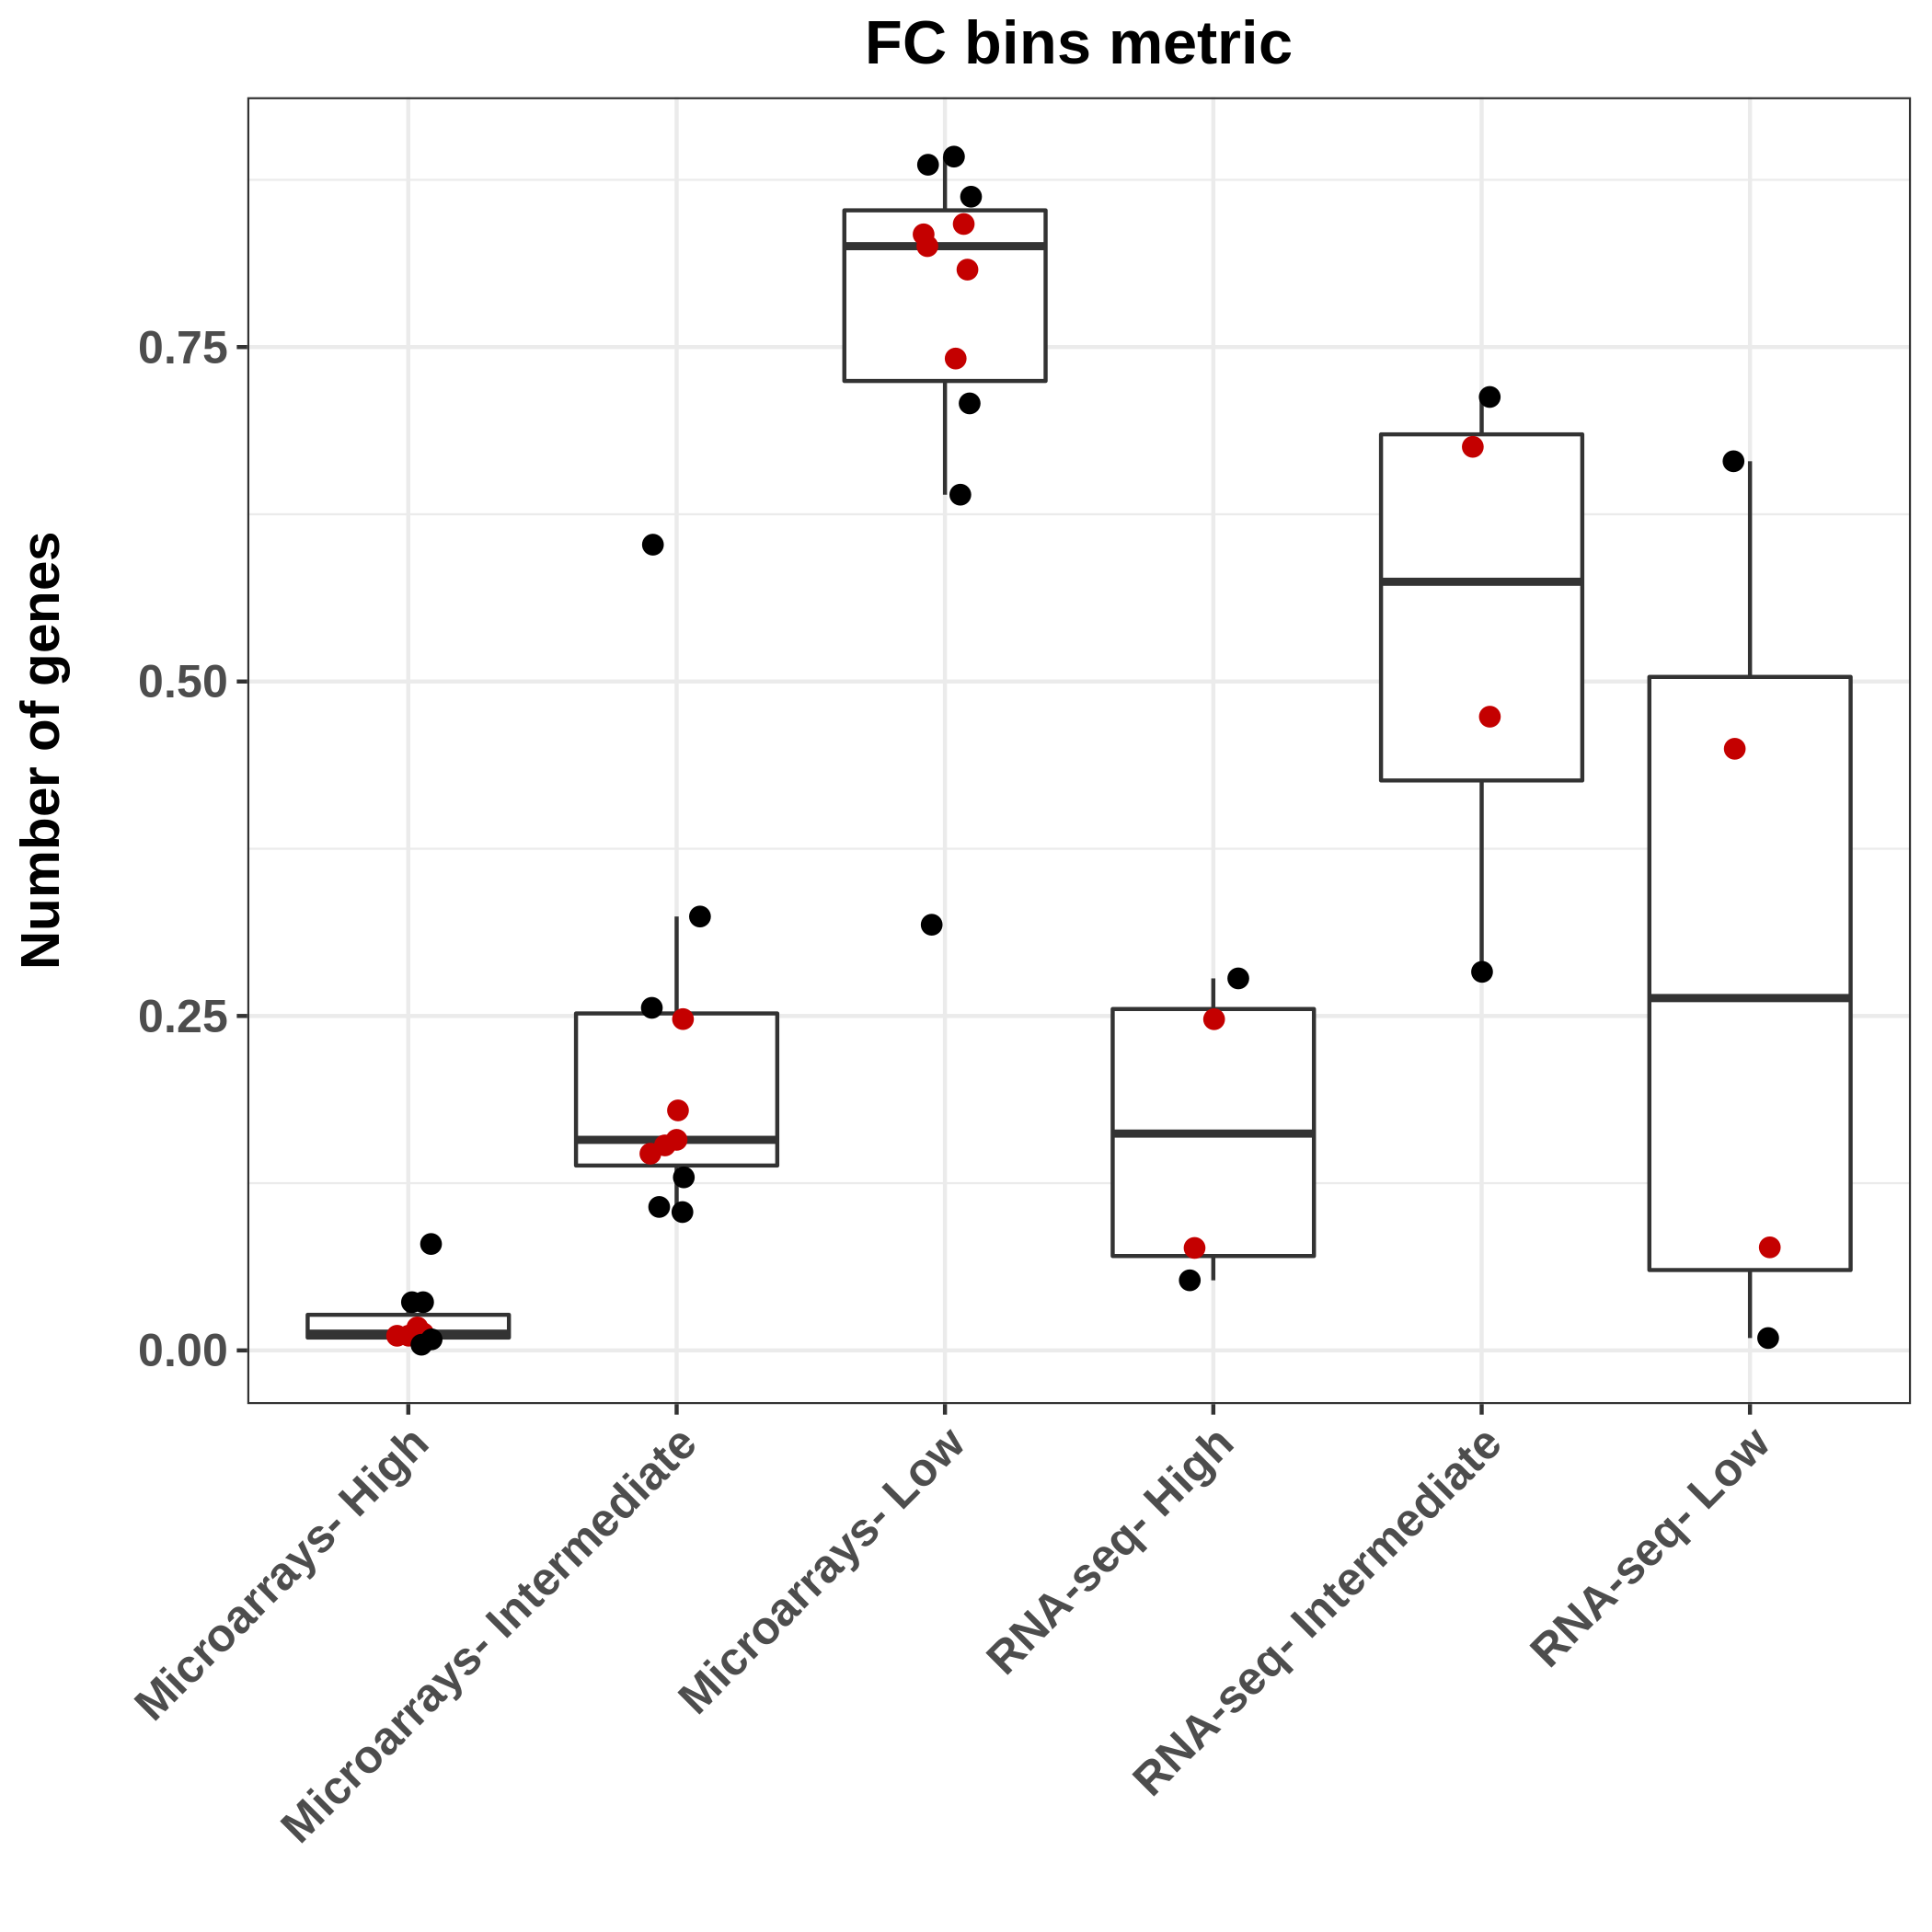 FC bins metric
Number of genes
0.75
0.50
0.25
0.00
Microarrays- High
Microarrays- Intermediate
Microarrays- Low
RNA-seq- High
RNA-seq- Intermediate
RNA-seq- Low